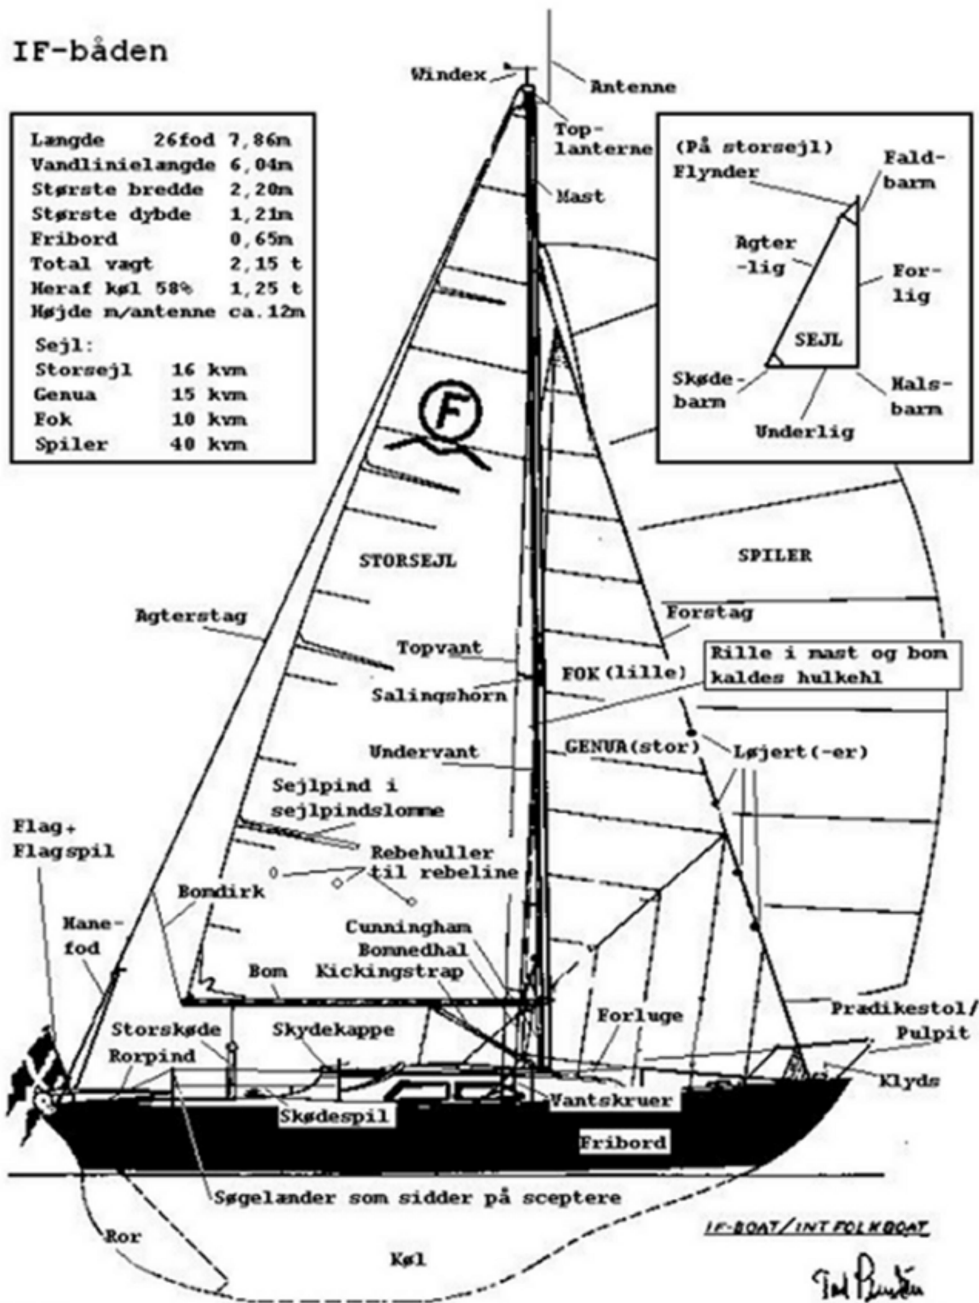 IF-båden
Længde 26fod 7,86m
Vandlinielængde 6,04m
Største bredde 2,20m
Største dybde 1,21m
Fribord 0,65m
Total vægt 2,15 t
Heraf køl 58% 1,25 t
Højde m/antenne ca.12m
Sejl:
Storsejl 16 kvm
Genua 15 kvm
Fok 10 kvm
Spiler 40 kvm
Windex
Antenne
Top-
lanterne
Mast
(På storsejl)
Flynder
Fald-
barm
Agter
-lig
For-
lig
SEJL
Skøde-
barm
Hals-
barm
Underlig
F
STORSEJL
SPILER
Agterstag
Forstag
Topvant
Rille i mast og bom
kaldes hulkehl
FOK(lille)
Salingshorn
GENUA(stor)
Løjert(-er)
Undervant
Sejlpind i
sejlpindslomme
Flag+
Flagspil
Rebehuller
til rebeline
Bomdirk
Hane-
fod
Cunningham
Bomnedhal
Kickingstrap
Bom
Prædikestol/
Pulpit
Storskøde
Skydekappe
Forluge
Rorpind
Klyds
Skødespil
Vantskruer
Fribord
Søgelænder som sidder på sceptere
Ror
Køl
IF-BOAT/INT FOLKBOAT